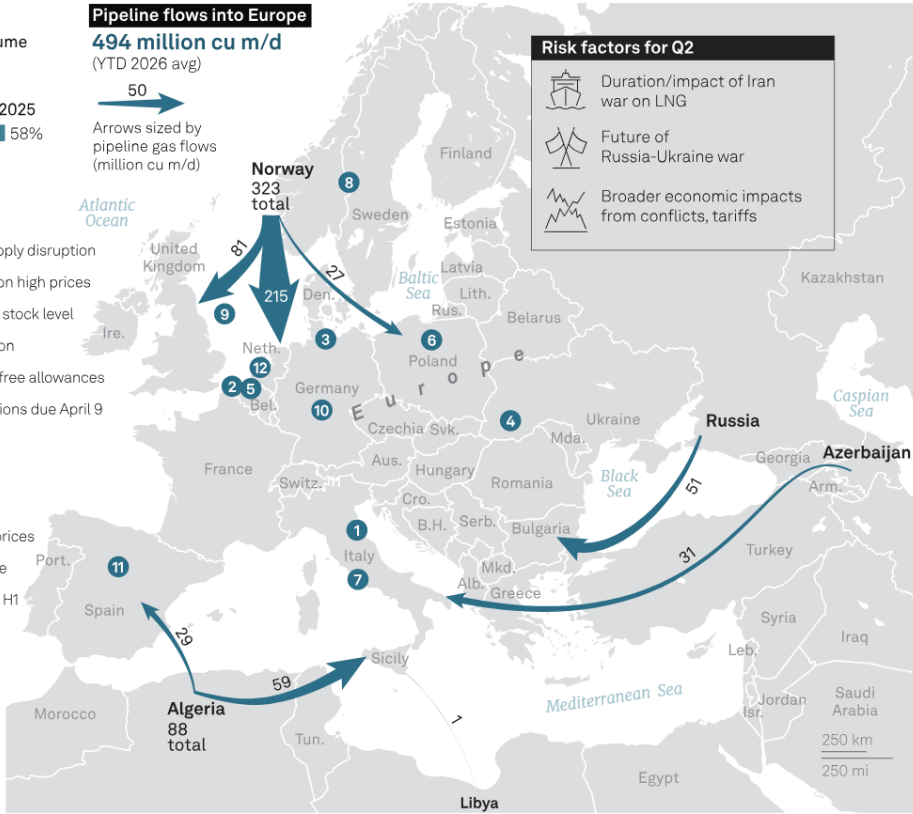 ume
2025
58%
pply disruption
on high prices
stock level
on
free allowances
ions due April 9
prices
e
H1
Pipeline flows into Europe
494 million cu m/d
(YTD 2026 avg)
50
Arrows sized by
pipeline gas flows
(million cu m/d)
Risk factors for Q2
Duration/impact of Iran
war on LNG
Future of
Russia-Ukraine war
Broader economic impacts
from conflicts, tariffs
Norway
323
total
81
215
27
8
Finland
Sweden
Atlantic
Ocean
Estonia
United
Kingdom
Latvia
Baltic
Sea
Lith.
Rus.
Den.
Kazakhstan
9
Ire.
Belarus
3
6
Neth.
Poland
12
2
5
Bel.
Germany
10
Europe
Caspian
Sea
4
Ukraine
Russia
Czechia
Svk.
Mda.
Azerbaijan
Georgia
Arm.
Aus.
France
Switz.
Hungary
Romania
Black
Sea
51
Cro.
B.H.
Serb.
Bulgaria
1
Italy
7
Turkey
31
Port.
11
Mkd.
Alb.
Greece
Spain
Syria
29
Iraq
Leb.
Sicily
59
Mediterranean Sea
Jordan
Isr.
Saudi
Arabia
Morocco
Algeria
88
total
1
Tun.
250 km
250 mi
Egypt
Libya